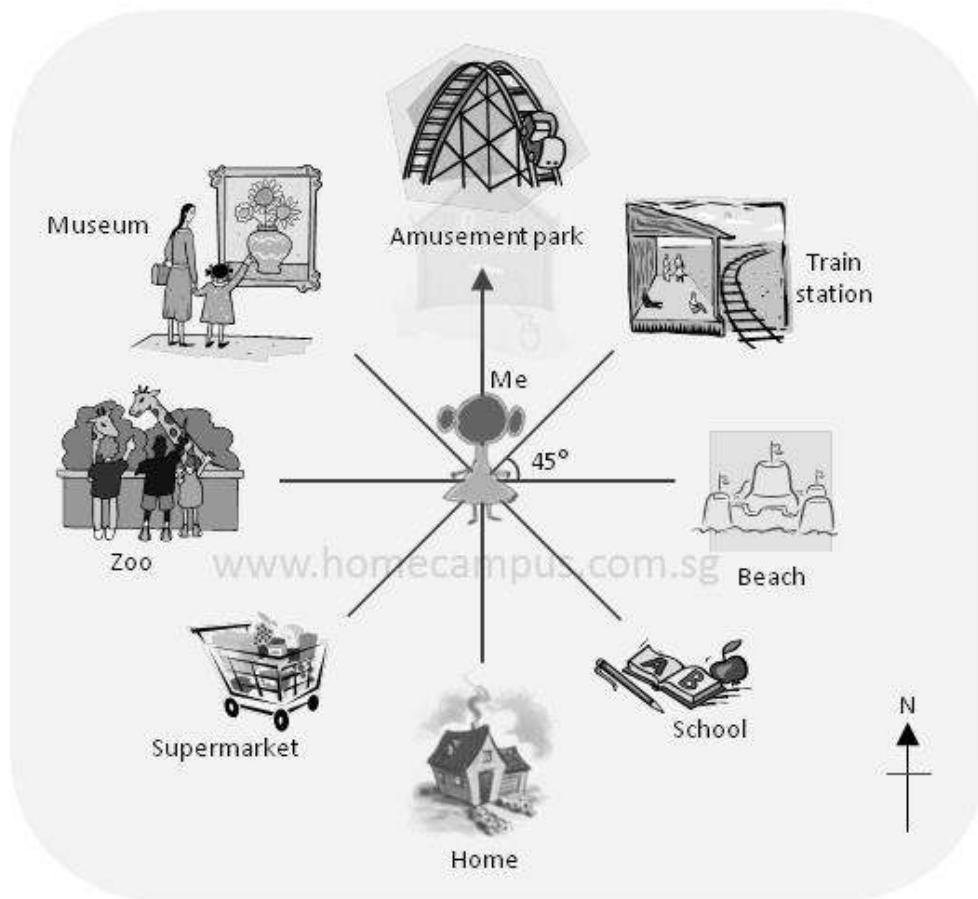 Amusement park
Museum
Train
station
Me
45°
Zoo
www.homecampus.com.sg
Beach
Supermarket
A B
School
N
Home